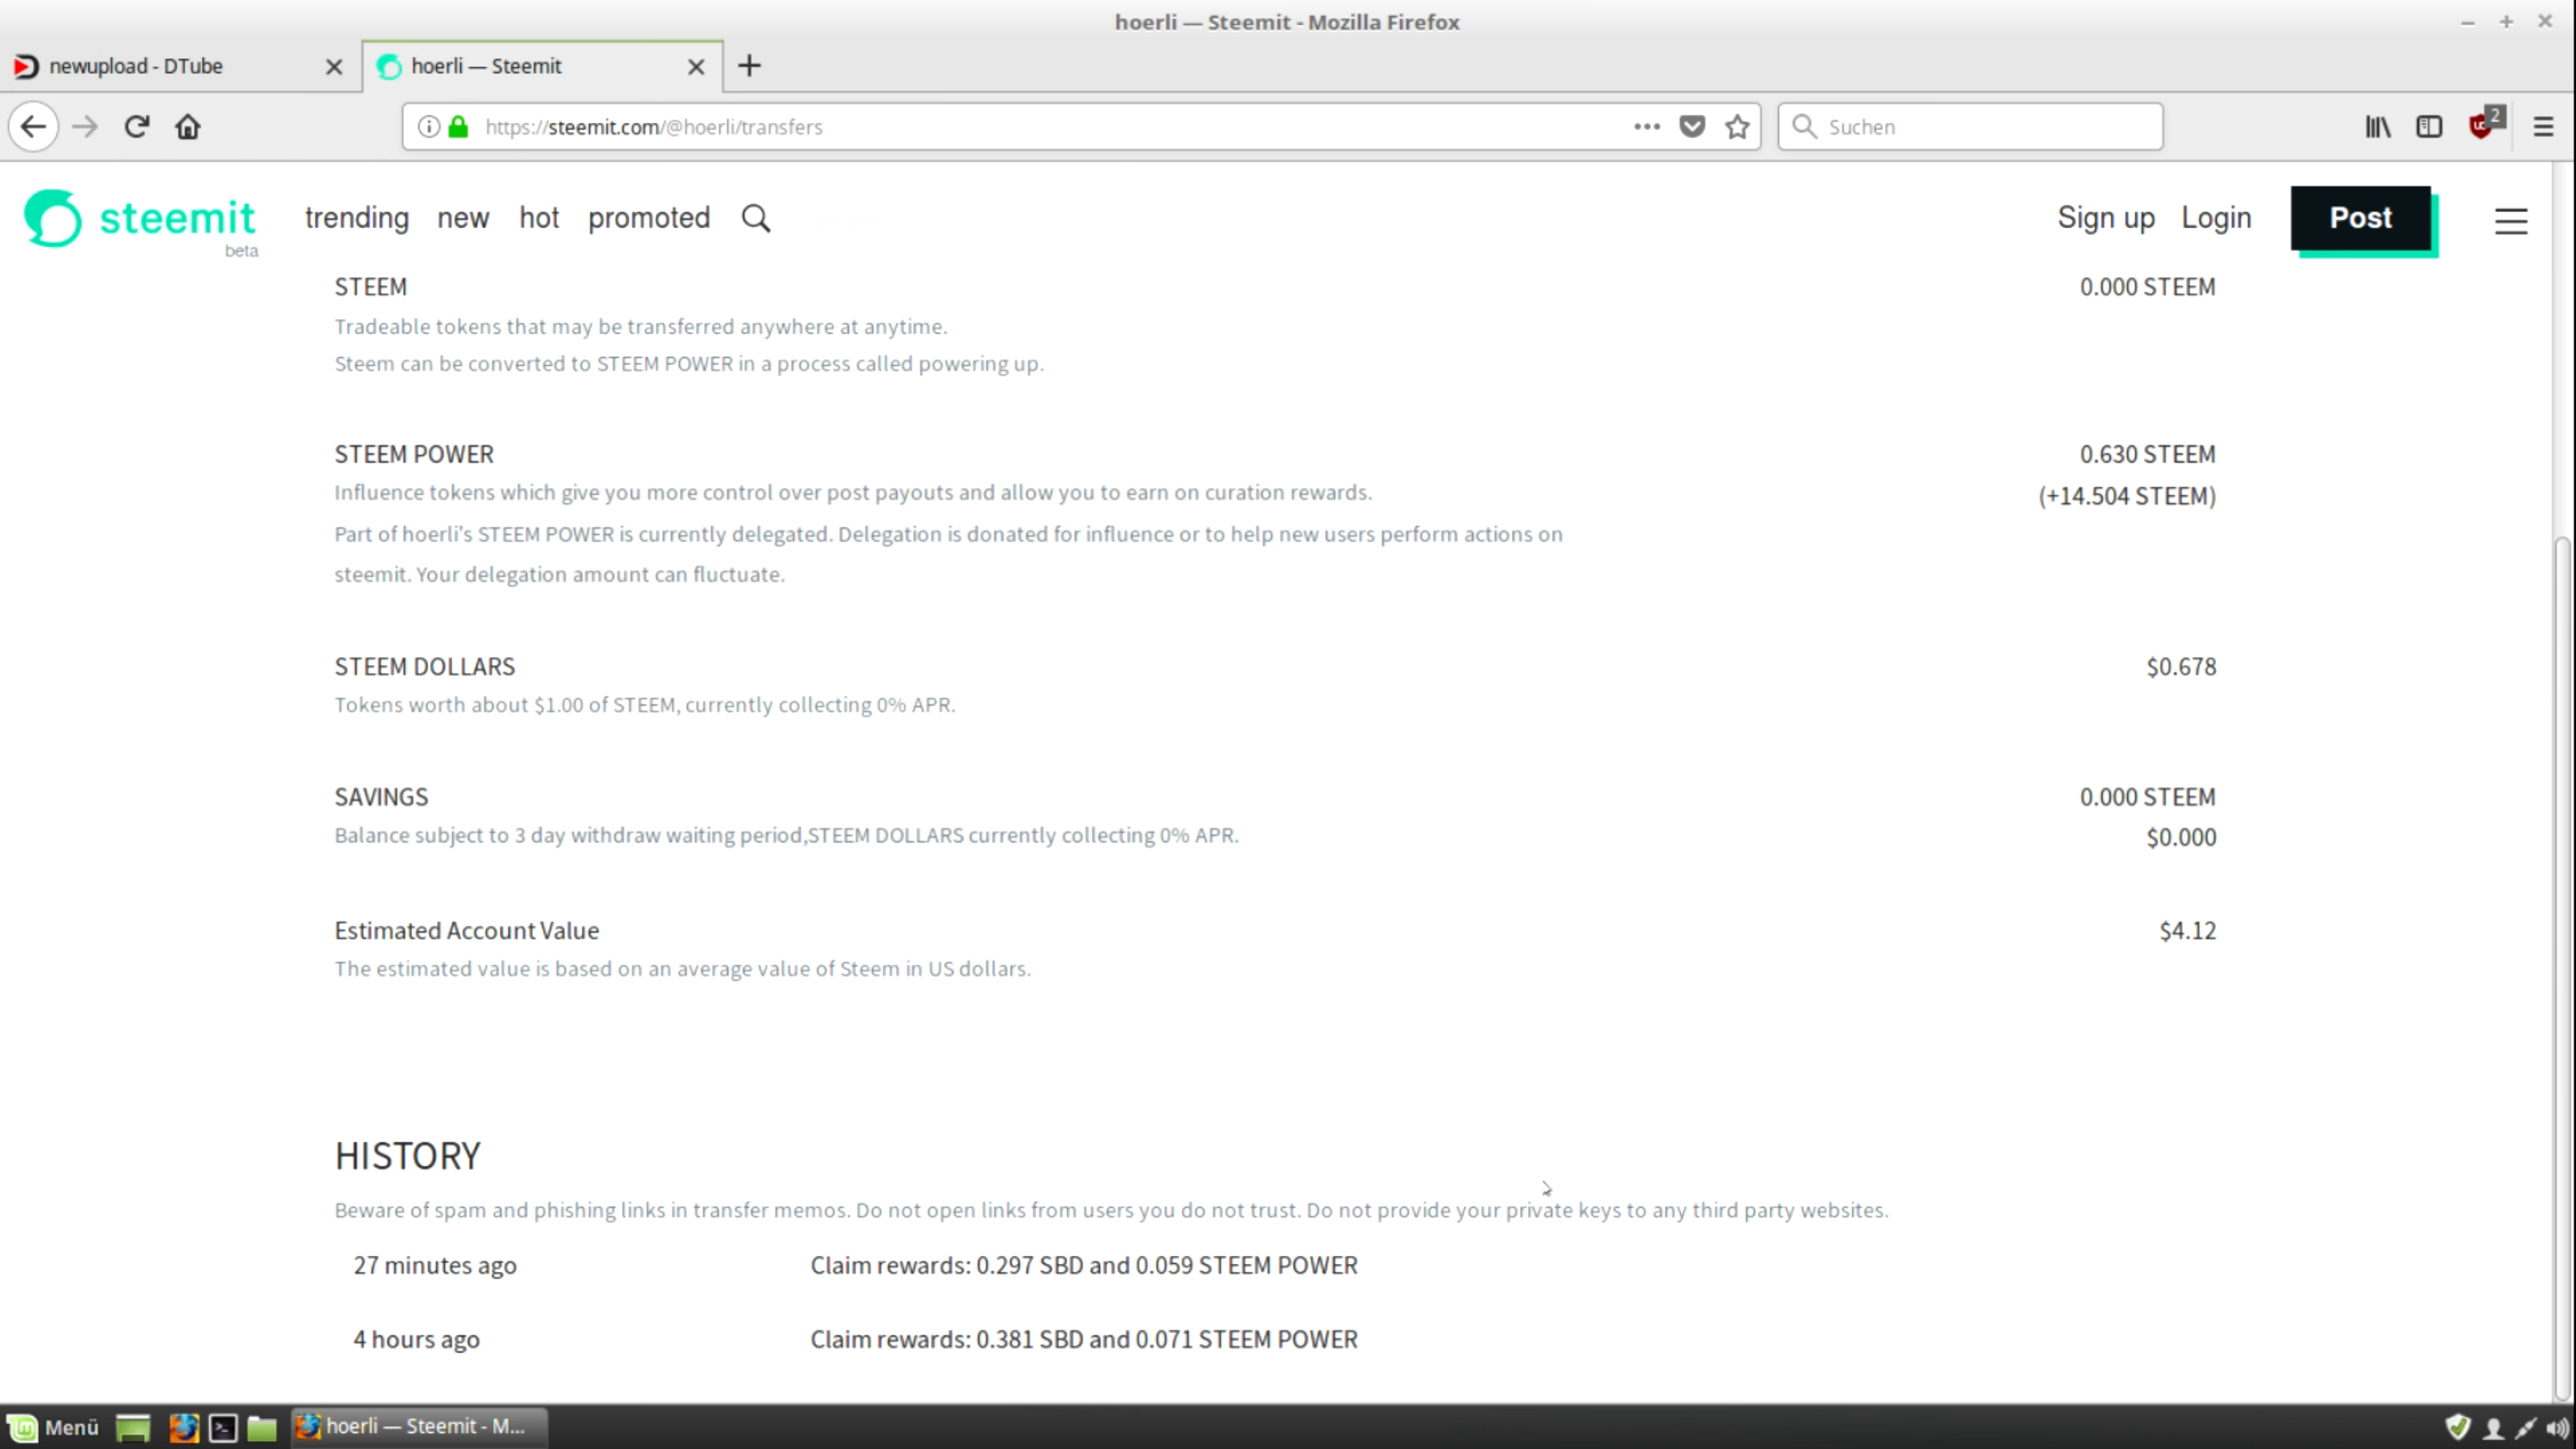 hoerli — Steemit - Mozilla Firefox
newupload - DTube
hoerli — Steemit
https://steemit.com/@hoerli/transfers
Suchen
2
steemit
beta
trending new hot promoted
Sign up Login Post
STEEM 0.000 STEEM
Tradeable tokens that may be transferred anywhere at anytime.
Steem can be converted to STEEM POWER in a process called powering up.
STEEM POWER 0.630 STEEM
Influence tokens which give you more control over post payouts and allow you to earn on curation rewards. (+14.504 STEEM)
Part of hoerli's STEEM POWER is currently delegated. Delegation is donated for influence or to help new users perform actions on
steemit. Your delegation amount can fluctuate.
STEEM DOLLARS $0.678
Tokens worth about $1.00 of STEEM, currently collecting 0% APR.
SAVINGS 0.000 STEEM
Balance subject to 3 day withdraw waiting period,STEEM DOLLARS currently collecting 0% APR. $0.000
Estimated Account Value $4.12
The estimated value is based on an average value of Steem in US dollars.
HISTORY
Beware of spam and phishing links in transfer memos. Do not open links from users you do not trust. Do not provide your private keys to any third party websites.
27 minutes ago Claim rewards: 0.297 SBD and 0.059 STEEM POWER
4 hours ago Claim rewards: 0.381 SBD and 0.071 STEEM POWER
Menü hoerli — Steemit - M...